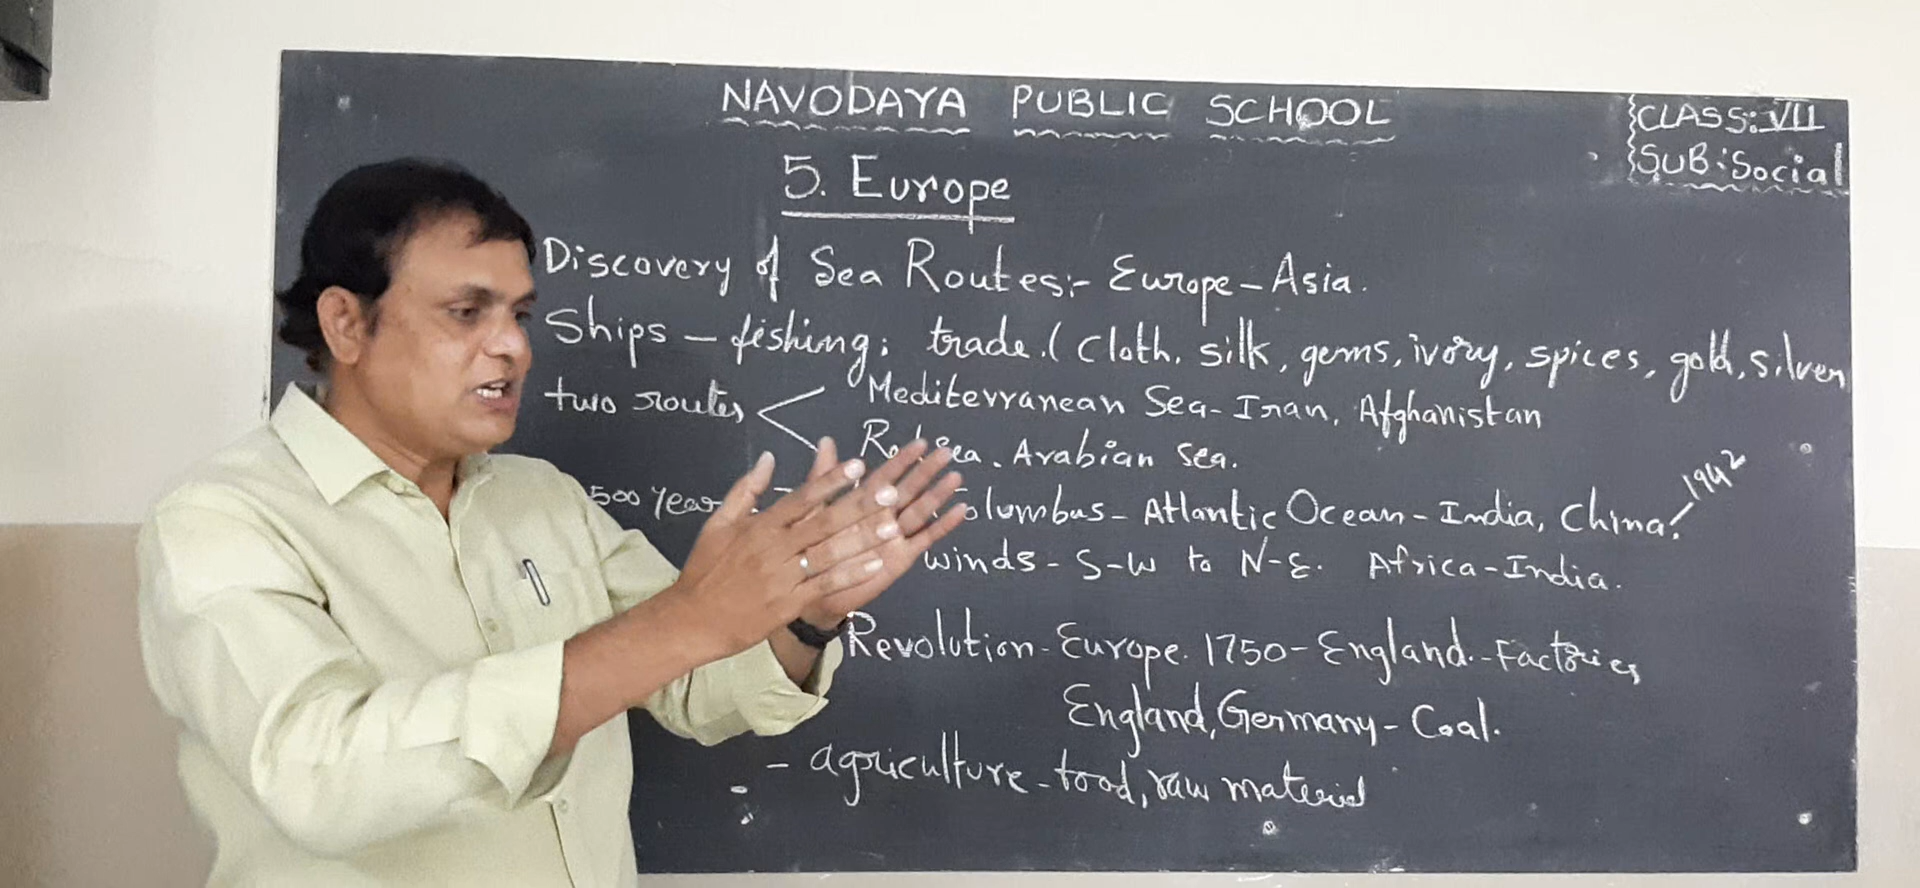 NAVODAYA PUBLIC SCHOOL
CLASS: VII
SUB: Social
5. Europe
Discovery of Sea Routes:- Europe - Asia.
Ships - fishing; trade. ( Cloth, silk, gems, ivory, spices, gold, silver
two routes Mediterranean Sea - Iran, Afghanistan
Red Sea. Arabian Sea.
500 year Columbus - Atlantic Ocean - India, China. 1942
winds - S-W to N-E. Africa - India.
Revolution - Europe. 1750 - England. - Factories
England, Germany - Coal.
- agriculture - food, raw material